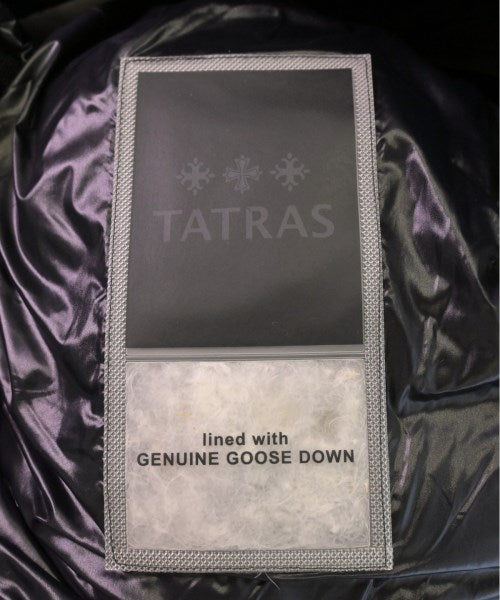 TATRAS
lined with
GENUINE GOOSE DOWN